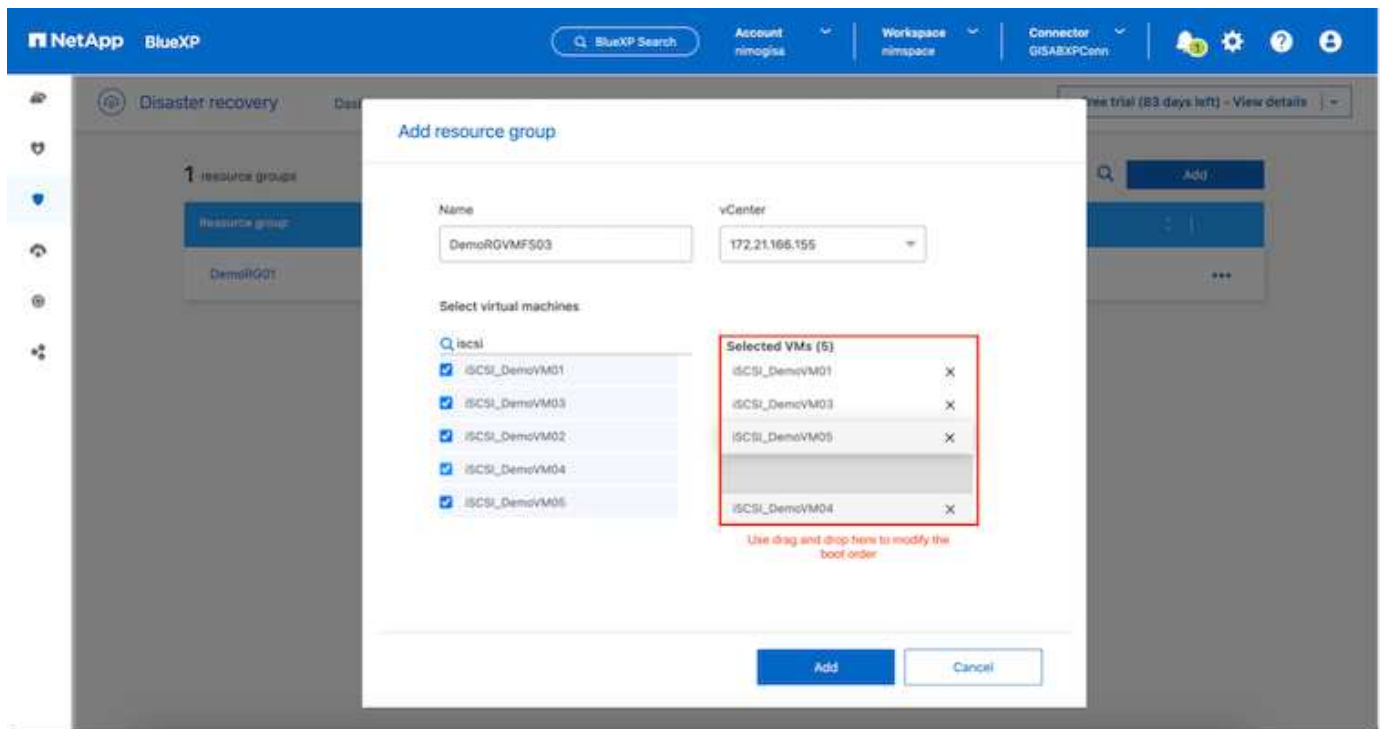 NetApp BlueXP
BlueXP Search
Account
nimogisa
Workspace
nimspace
Connector
GISABXPConn
1
Disaster recovery
Free trial (83 days left) - View details
Add resource group
1 resource groups
Add
Resource group
DemoRG01
Name
vCenter
DemoRGVMFS03
172.21.166.155
Select virtual machines
iscsi
Selected VMs (5)
iSCSI_DemoVM01
iSCSI_DemoVM03
iSCSI_DemoVM02
iSCSI_DemoVM04
iSCSI_DemoVM05
iSCSI_DemoVM01
iSCSI_DemoVM03
iSCSI_DemoVM05
iSCSI_DemoVM04
Use drag and drop here to modify the
boot order
Add
Cancel